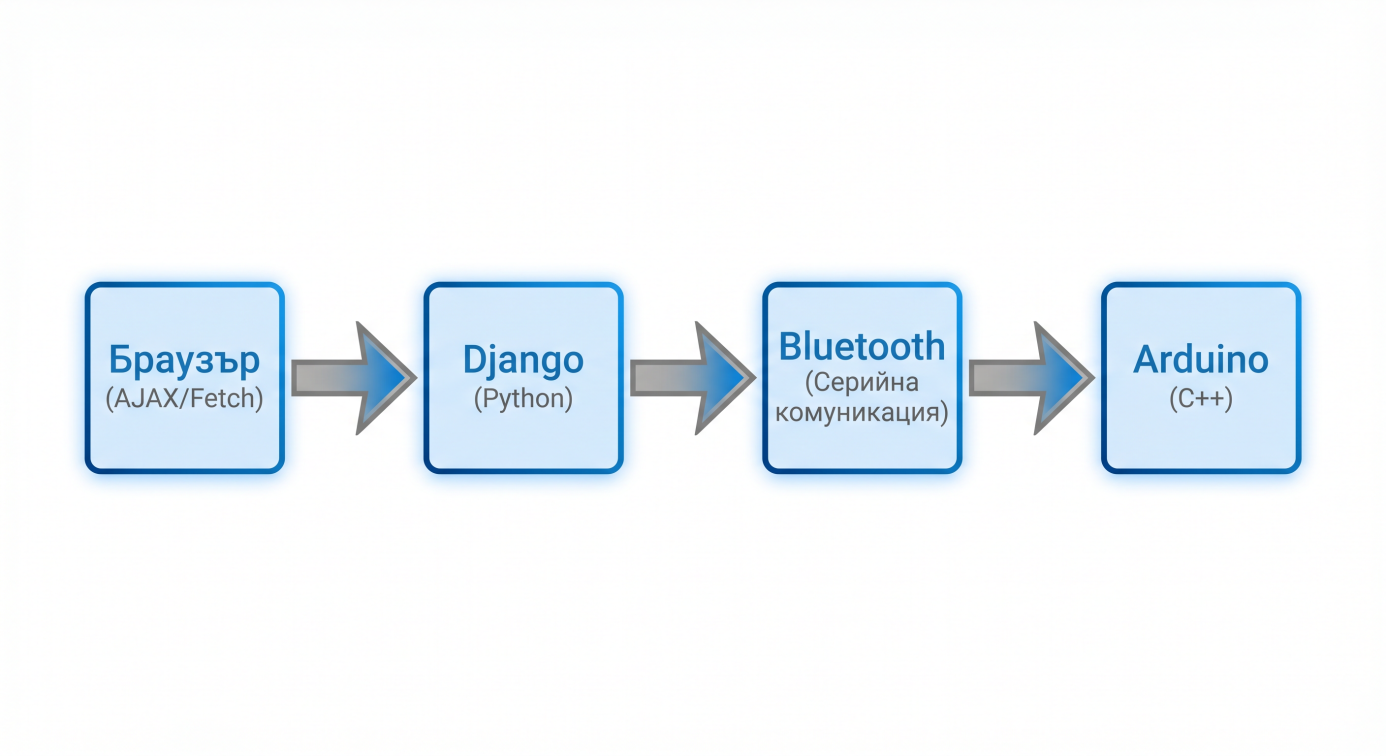 Браузър
(AJAX/Fetch)
Django
(Python)
Bluetooth
(Серийна
комуникация)
Arduino
(C++)